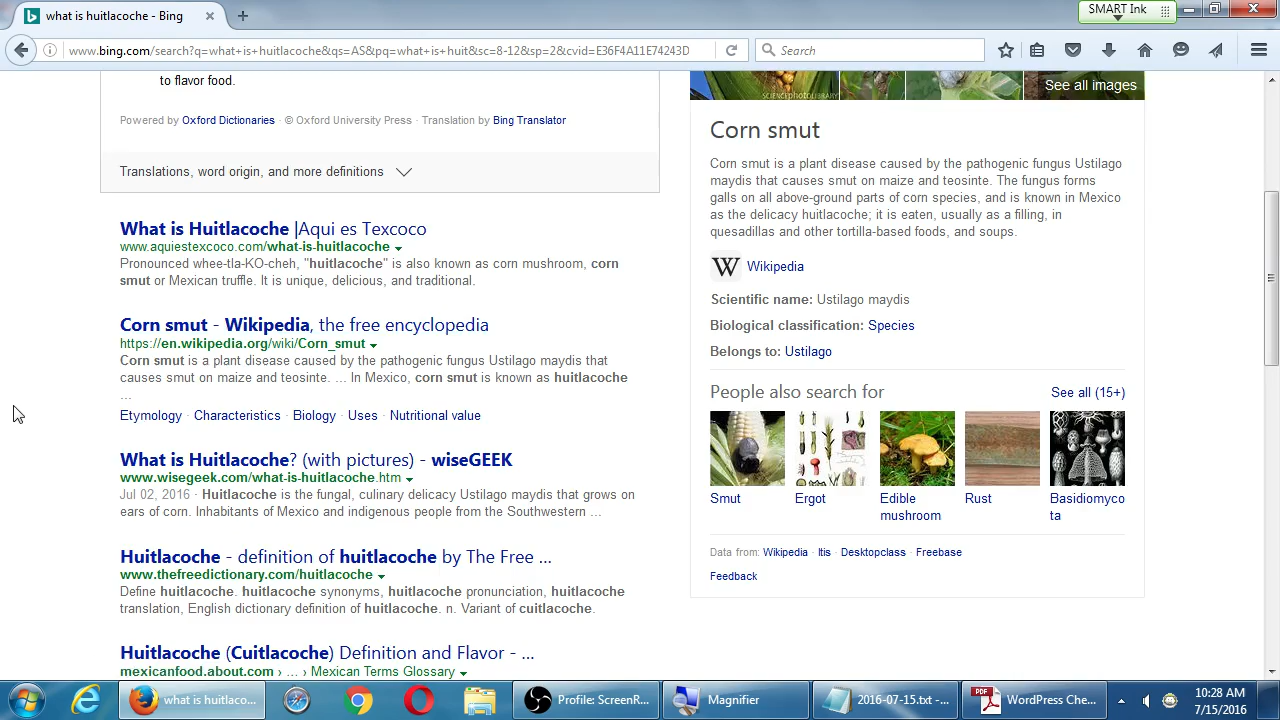 what is huitlacoche - Bing
SMART Ink
www.bing.com/search?q=what+is+huitlacoche&qs=AS&pq=what+is+huit&sc=8-12&sp=2&cvid=E36F4A11E74243D
Search
to flavor food.
Powered by Oxford Dictionaries · © Oxford University Press · Translation by Bing Translator
Translations, word origin, and more definitions
What is Huitlacoche |Aqui es Texcoco
www.aquiestexcoco.com/what-is-huitlacoche
Pronounced whee-tla-KO-cheh, "huitlacoche" is also known as corn mushroom, corn
smut or Mexican truffle. It is unique, delicious, and traditional.
Corn smut - Wikipedia, the free encyclopedia
https://en.wikipedia.org/wiki/Corn_smut
Corn smut is a plant disease caused by the pathogenic fungus Ustilago maydis that
causes smut on maize and teosinte. ... In Mexico, corn smut is known as huitlacoche
...
Etymology · Characteristics · Biology · Uses · Nutritional value
What is Huitlacoche? (with pictures) - wiseGEEK
www.wisegeek.com/what-is-huitlacoche.htm
Jul 02, 2016 · Huitlacoche is the fungal, culinary delicacy Ustilago maydis that grows on
ears of corn. Inhabitants of Mexico and indigenous people from the Southwestern ...
Huitlacoche - definition of huitlacoche by The Free ...
www.thefreedictionary.com/huitlacoche
Define huitlacoche. huitlacoche synonyms, huitlacoche pronunciation, huitlacoche
translation, English dictionary definition of huitlacoche. n. Variant of cuitlacoche.
Huitlacoche (Cuitlacoche) Definition and Flavor - ...
mexicanfood.about.com › ... › Mexican Terms Glossary
SCIENCEPHOTOLIBRARY
See all images
Corn smut
Corn smut is a plant disease caused by the pathogenic fungus Ustilago
maydis that causes smut on maize and teosinte. The fungus forms
galls on all above-ground parts of corn species, and is known in Mexico
as the delicacy huitlacoche; it is eaten, usually as a filling, in
quesadillas and other tortilla-based foods, and soups.
W Wikipedia
Scientific name: Ustilago maydis
Biological classification: Species
Belongs to: Ustilago
People also search for
See all (15+)
Smut
Ergot
Edible
mushroom
Rust
Basidiomyco
ta
Data from: Wikipedia · Itis · Desktopclass · Freebase
Feedback
what is huitlaco...
Profile: ScreenR...
Magnifier
2016-07-15.txt -...
PDF
WordPress Che...
10:28 AM
7/15/2016